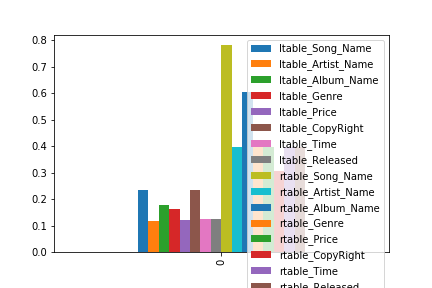 0.8
0.7
0.6
0.5
0.4
0.3
0.2
0.1
0.0
0
ltable_Song_Name
ltable_Artist_Name
ltable_Album_Name
ltable_Genre
ltable_Price
ltable_CopyRight
ltable_Time
ltable_Released
rtable_Song_Name
rtable_Artist_Name
rtable_Album_Name
rtable_Genre
rtable_Price
rtable_CopyRight
rtable_Time
rtable_Released